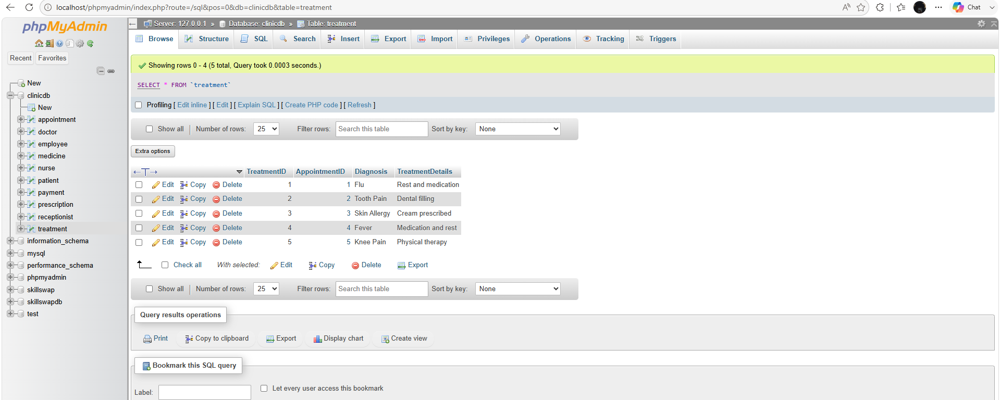 localhost/phpmyadmin/index.php?route=/sql&pos=0&db=clinicdb&table=treatment
Chat
phpMyAdmin
Recent Favorites
New
clinicdb
New
appointment
doctor
employee
medicine
nurse
patient
payment
prescription
receptionist
treatment
information_schema
mysql
performance_schema
phpmyadmin
skillswap
skillswapdb
test
Server: 127.0.0.1 » Database: clinicdb » Table: treatment
Browse Structure SQL Search Insert Export Import Privileges Operations Tracking Triggers
Showing rows 0 - 4 (5 total, Query took 0.0003 seconds.)
SELECT * FROM `treatment`
Profiling [ Edit inline ] [ Edit ] [ Explain SQL ] [ Create PHP code ] [ Refresh ]
Show all Number of rows: 25 Filter rows: Search this table Sort by key: None
Extra options
TreatmentID AppointmentID Diagnosis TreatmentDetails
Edit Copy Delete 1 1 Flu Rest and medication
Edit Copy Delete 2 2 Tooth Pain Dental filling
Edit Copy Delete 3 3 Skin Allergy Cream prescribed
Edit Copy Delete 4 4 Fever Medication and rest
Edit Copy Delete 5 5 Knee Pain Physical therapy
Check all With selected: Edit Copy Delete Export
Show all Number of rows: 25 Filter rows: Search this table Sort by key: None
Query results operations
Print Copy to clipboard Export Display chart Create view
Bookmark this SQL query
Label: Let every user access this bookmark